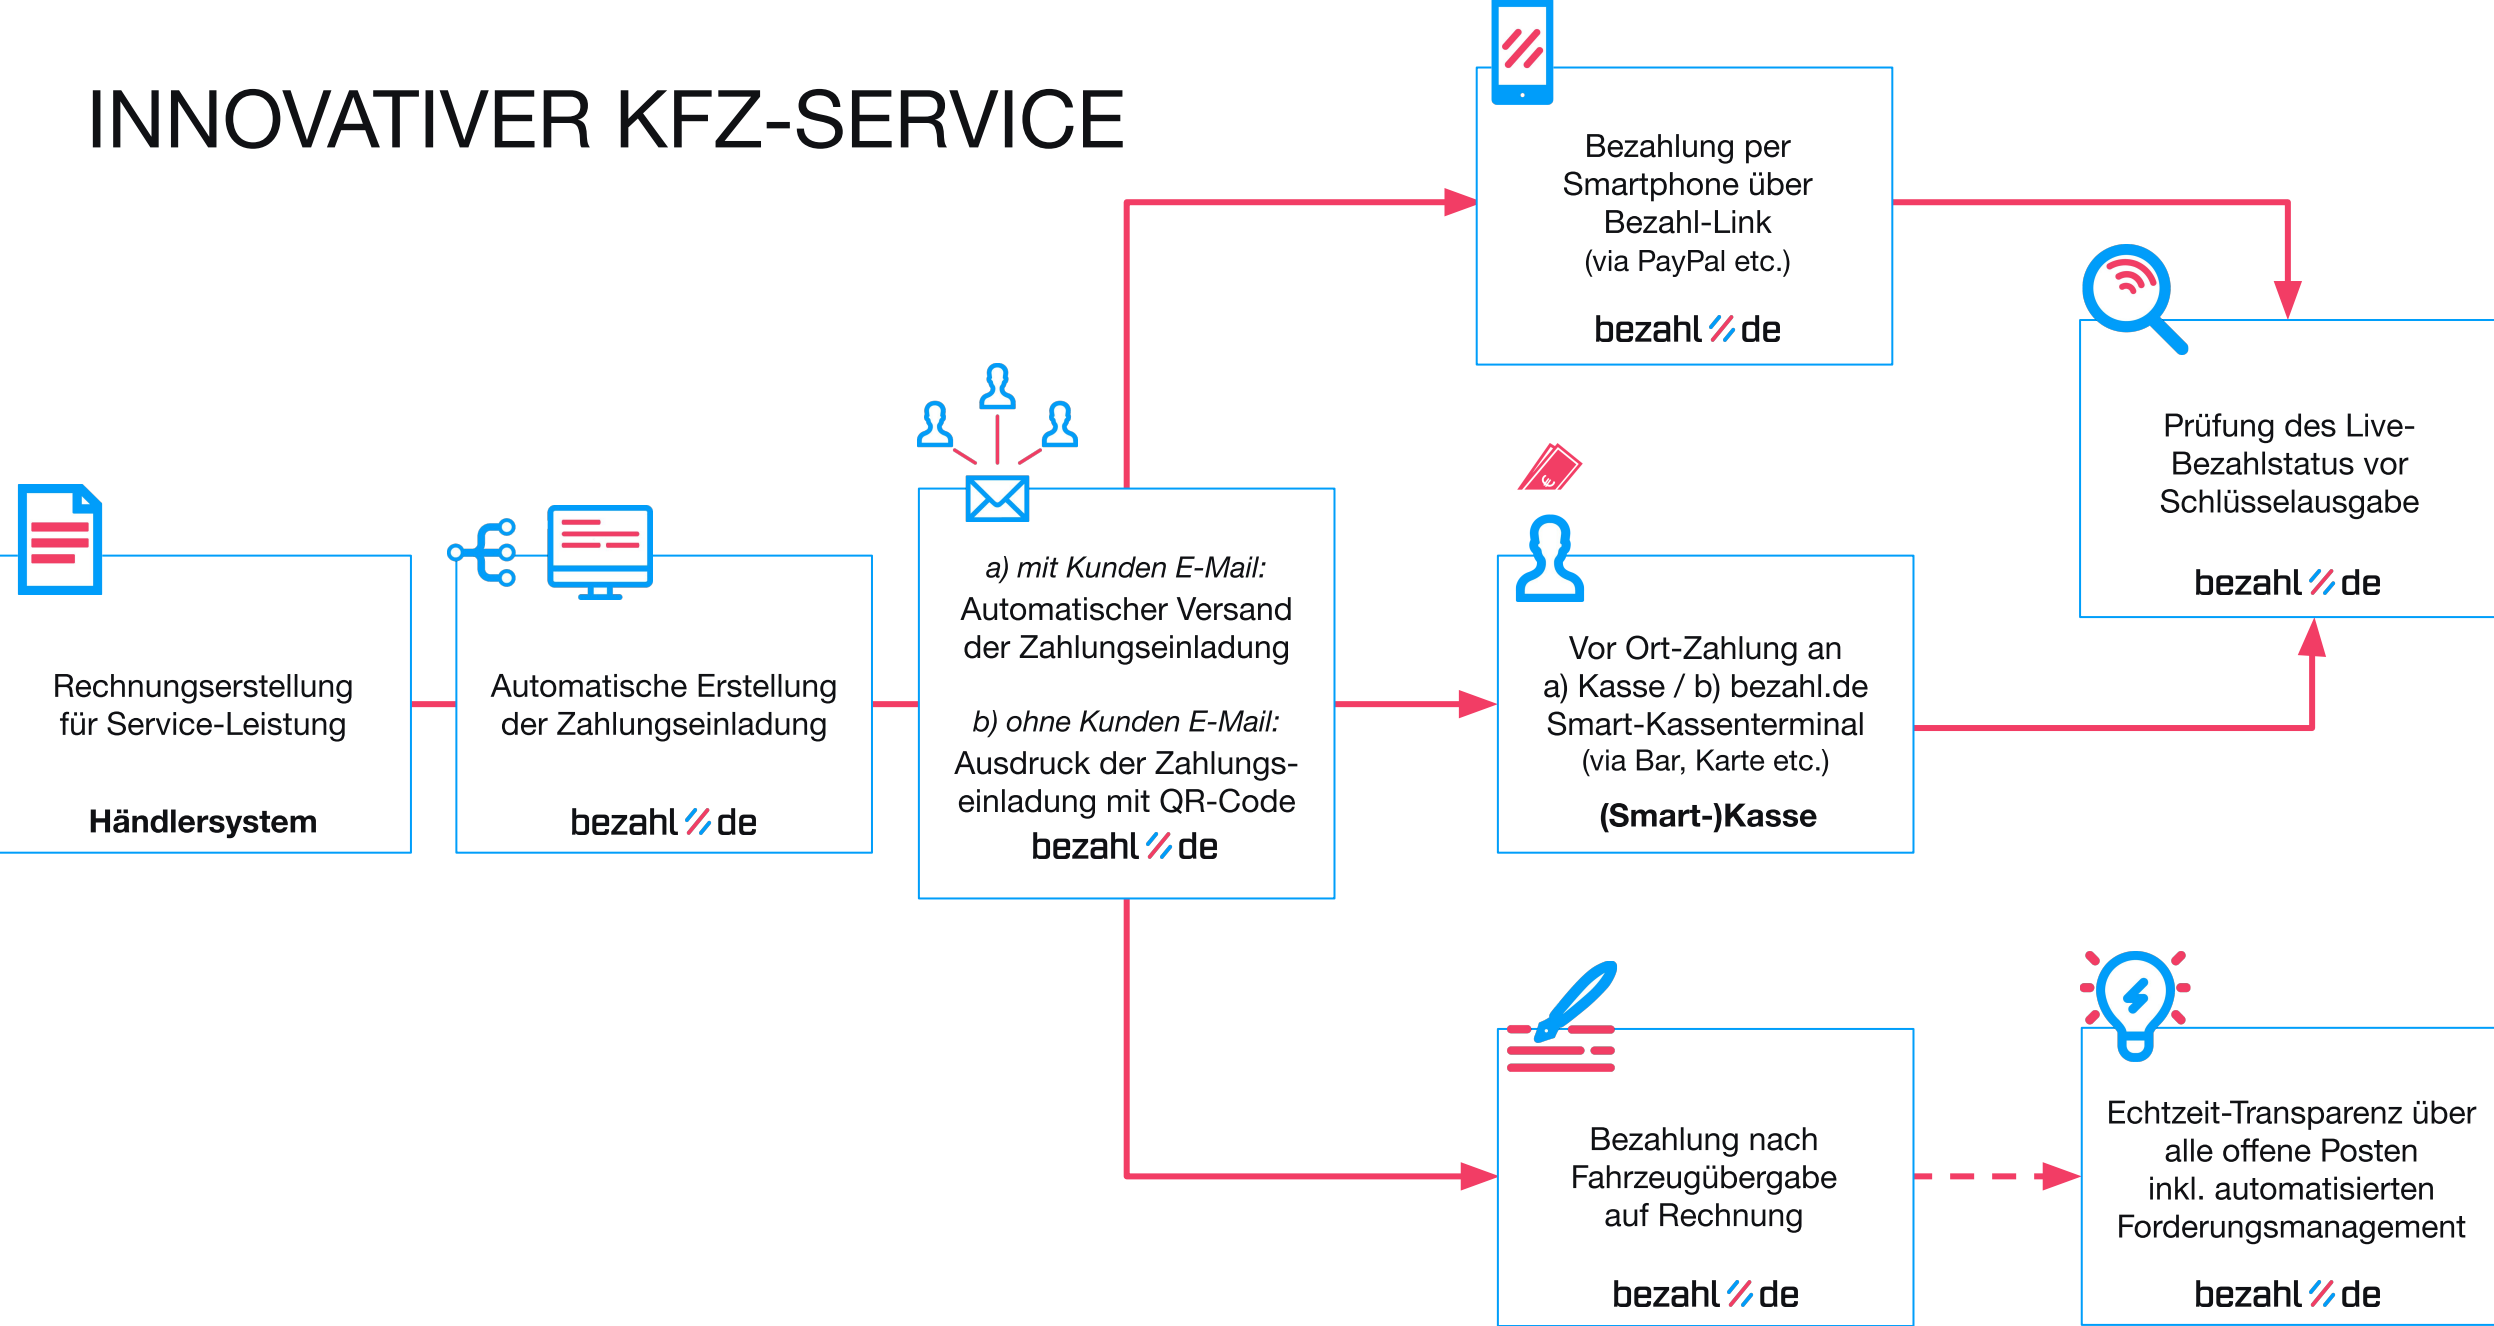 INNOVATIVER KFZ-SERVICE
Rechnungserstellung
für Service-Leistung
Händlersystem
Automatische Erstellung
der Zahlungseinladung
bezahl de
a) mit Kunden E-Mail:
Automatischer Versand
der Zahlungseinladung
b) ohne Kunden E-Mail:
Ausdruck der Zahlungs-
einladung mit QR-Code
bezahl de
Bezahlung per
Smartphone über
Bezahl-Link
(via PayPal etc.)
bezahl de
Vor Ort-Zahlung an
a) Kasse / b) bezahl.de
Smart-Kassenterminal
(via Bar, Karte etc.)
(Smart-)Kasse
Prüfung des Live-
Bezahlstatus vor
Schlüsselausgabe
bezahl de
Bezahlung nach
Fahrzeugübergabe
auf Rechnung
bezahl de
Echtzeit-Transparenz über
alle offene Posten
inkl. automatisierten
Forderungsmanagement
bezahl de